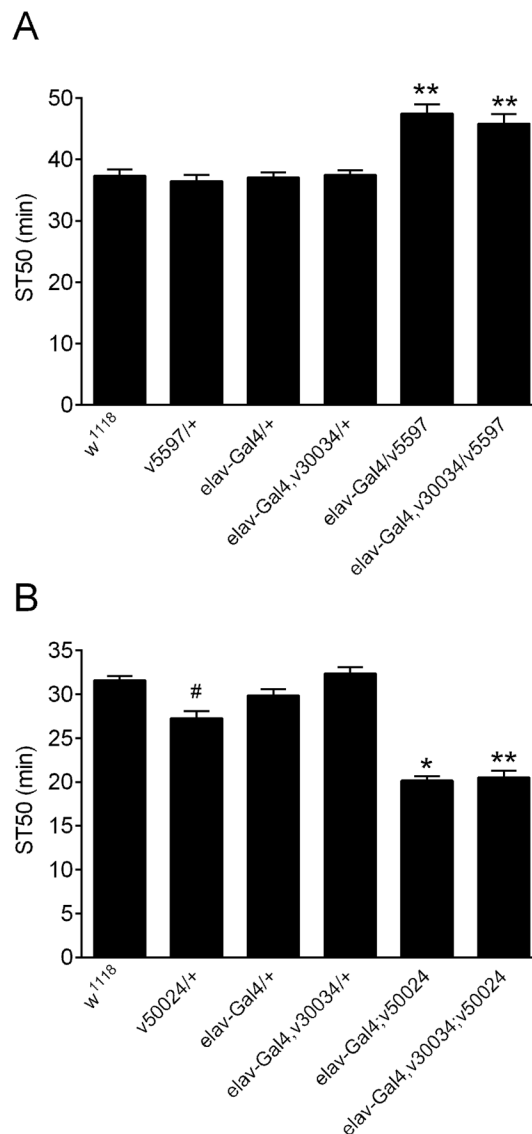 A
**
**
50
40
30
20
10
0
ST50 (min)
w¹¹¹⁸
v5597/+
elav-Gal4/+
elav-Gal4,v30034/+
elav-Gal4/v5597
elav-Gal4,v30034/v5597
B
35
30
25
20
15
10
5
0
ST50 (min)
#
*
**
w¹¹¹⁸
v50024/+
elav-Gal4/+
elav-Gal4,v30034/+
elav-Gal4;v50024
elav-Gal4,v30034;v50024